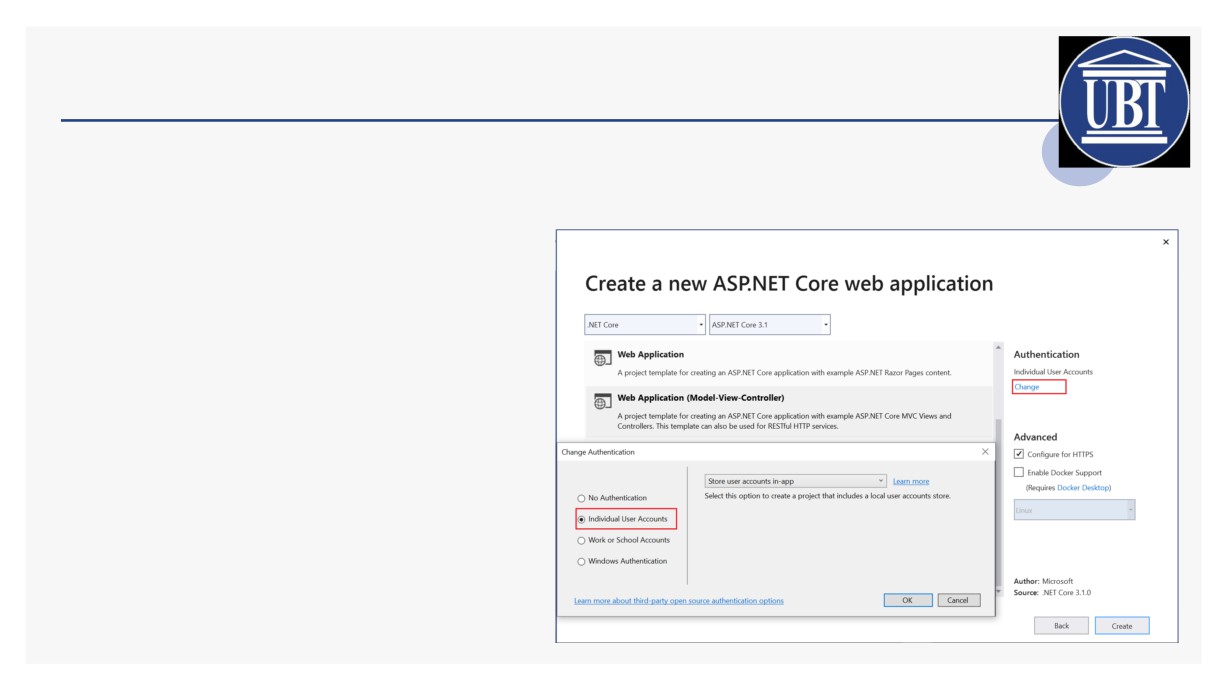 UBT
Create a new ASP.NET Core web application
.NET Core
ASP.NET Core 3.1
Web Application
A project template for creating an ASP.NET Core application with example ASP.NET Razor Pages content.
Web Application (Model-View-Controller)
A project template for creating an ASP.NET Core application with example ASP.NET Core MVC Views and
Controllers. This template can also be used for RESTful HTTP services.
Authentication
Individual User Accounts
Change
Advanced
Configure for HTTPS
Enable Docker Support
(Requires Docker Desktop)
Linux
Author: Microsoft
Source: .NET Core 3.1.0
Back
Create
Change Authentication
No Authentication
Individual User Accounts
Work or School Accounts
Windows Authentication
Store user accounts in-app
Learn more
Select this option to create a project that includes a local user accounts store.
Learn more about third-party open source authentication options
OK
Cancel